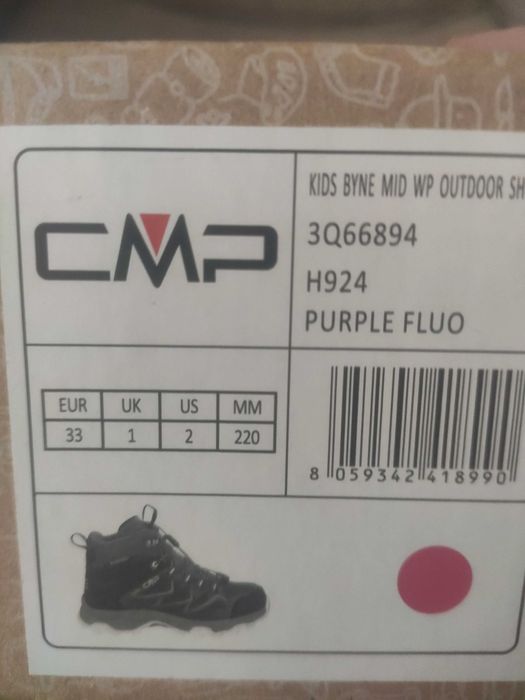 KIDS BYNE MID WP OUTDOOR SH
CMP
3Q66894
H924
PURPLE FLUO
EUR UK US MM
33 1 2 220
8 059342 418990